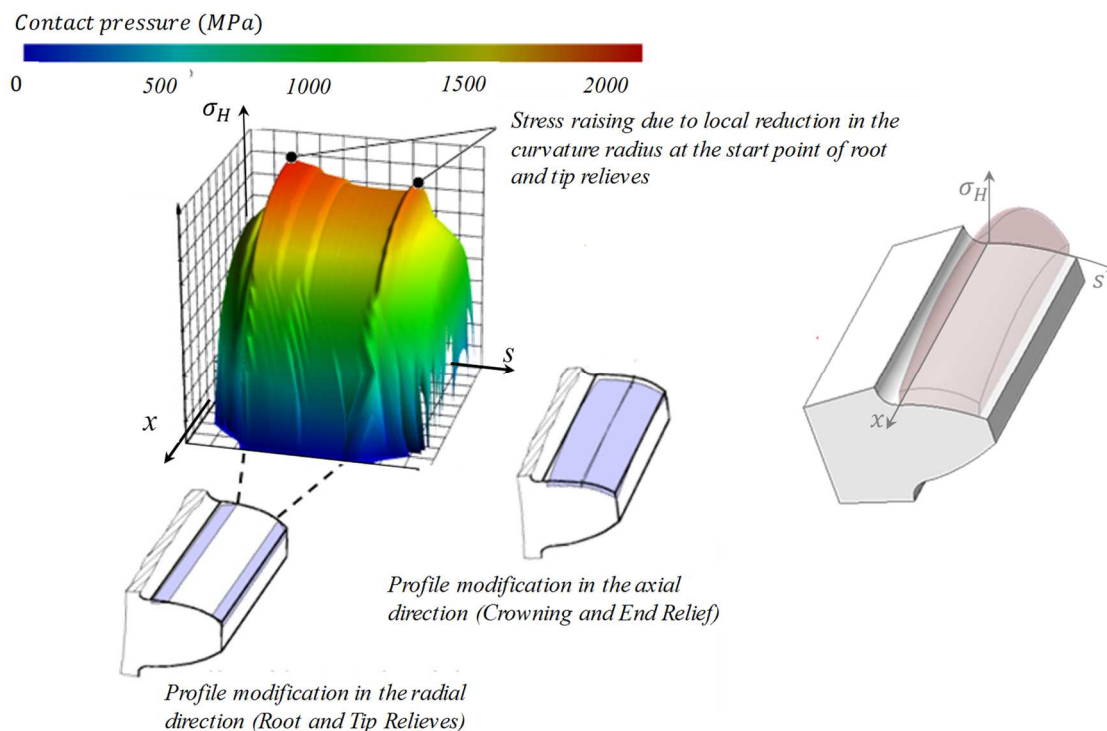 Contact pressure (MPa)
0 500 1000 1500 2000
σ_H
Stress raising due to local reduction in the
curvature radius at the start point of root
and tip relieves
σ_H
s
s
x
x
Profile modification in the axial
direction (Crowning and End Relief)
Profile modification in the radial
direction (Root and Tip Relieves)